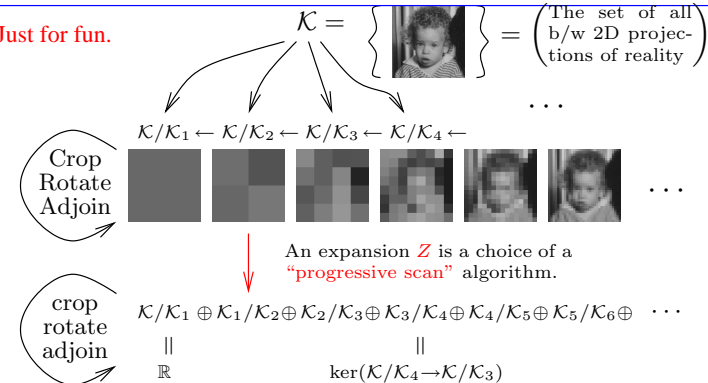 Just for fun.
𝒦 = { } = (The set of all
b/w 2D projec-
tions of reality)
· · ·
𝒦/𝒦₁ ← 𝒦/𝒦₂ ← 𝒦/𝒦₃ ← 𝒦/𝒦₄ ←
Crop
Rotate
Adjoin
· · ·
An expansion Z is a choice of a
“progressive scan” algorithm.
crop
rotate
adjoin
𝒦/𝒦₁ ⊕ 𝒦₁/𝒦₂ ⊕ 𝒦₂/𝒦₃ ⊕ 𝒦₃/𝒦₄ ⊕ 𝒦₄/𝒦₅ ⊕ 𝒦₅/𝒦₆ ⊕ · · ·
|| ||
ℝ ker(𝒦/𝒦₄→𝒦/𝒦₃)